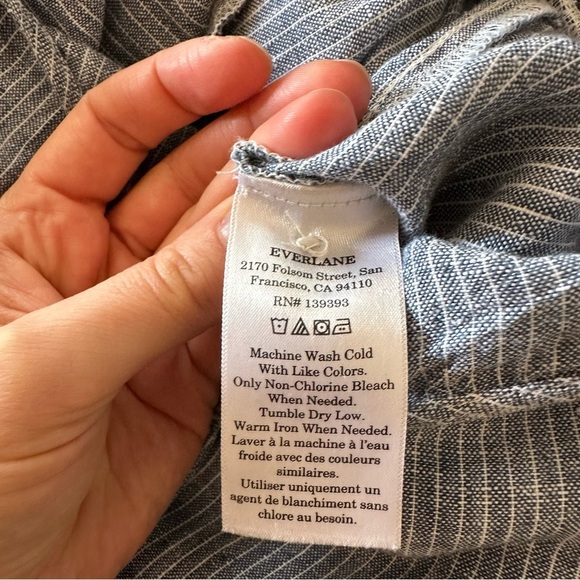 EVERLANE
2170 Folsom Street, San
Francisco, CA 94110
RN# 139393
Machine Wash Cold
With Like Colors.
Only Non-Chlorine Bleach
When Needed.
Tumble Dry Low.
Warm Iron When Needed.
Laver à la machine à l'eau
froide avec des couleurs
similaires.
Utiliser uniquement un
agent de blanchiment sans
chlore au besoin.